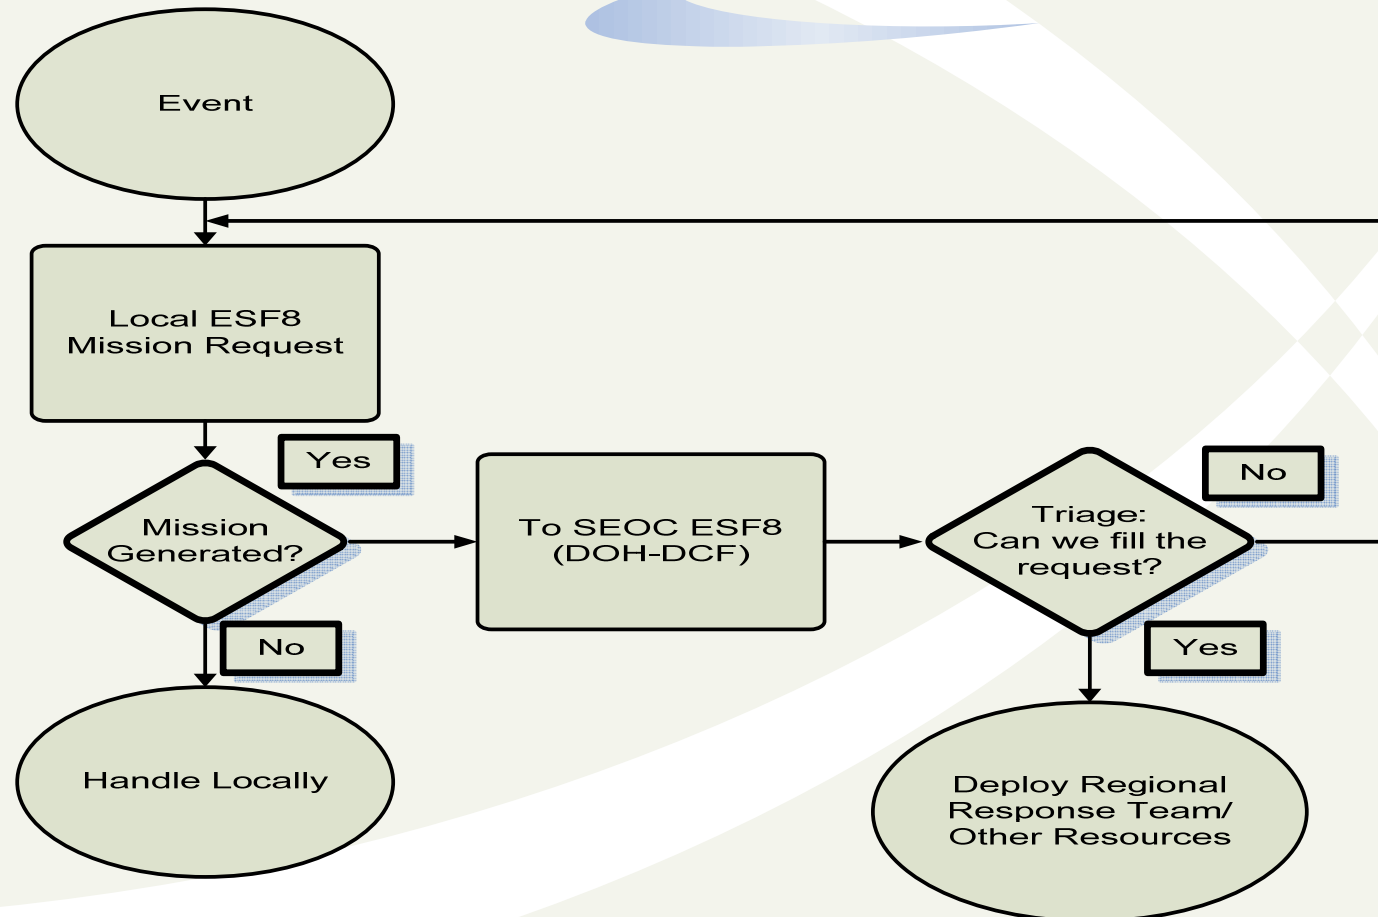 Event
Local ESF8
Mission Request
Yes
Mission
Generated?
No
Handle Locally
To SEOC ESF8
(DOH-DCF)
Triage:
Can we fill the
request?
No
Yes
Deploy Regional
Response Team/
Other Resources